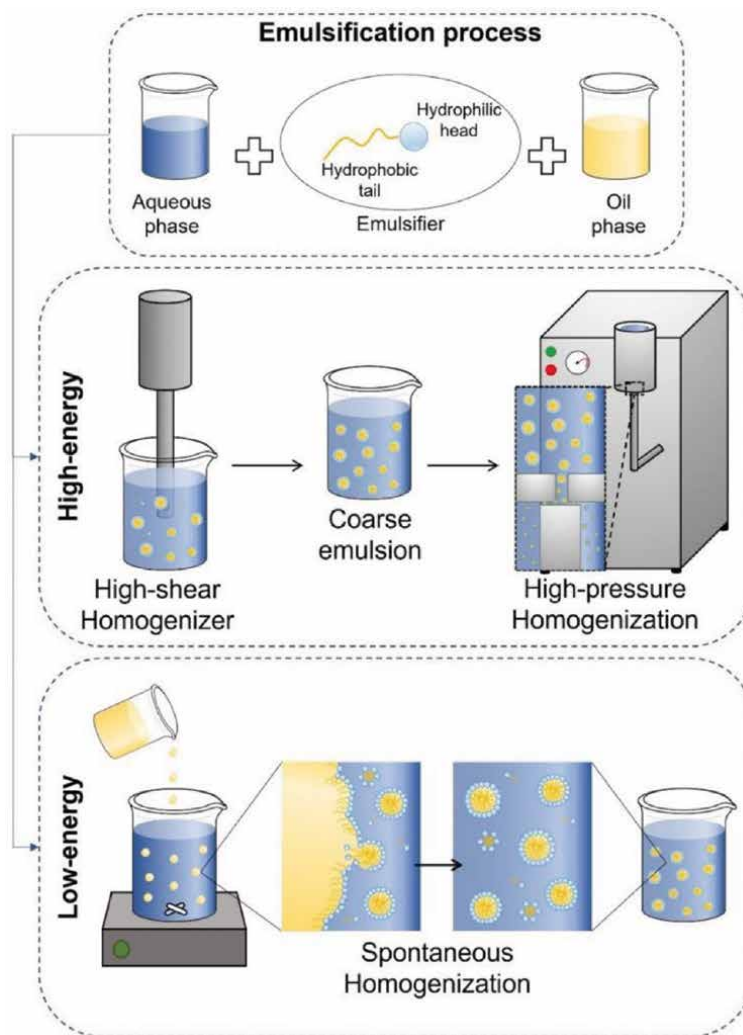 Emulsification process
Hydrophilic
head
Hydrophobic
tail
Aqueous
phase
Emulsifier
Oil
phase
High-energy
High-shear
Homogenizer
Coarse
emulsion
High-pressure
Homogenization
Low-energy
Spontaneous
Homogenization